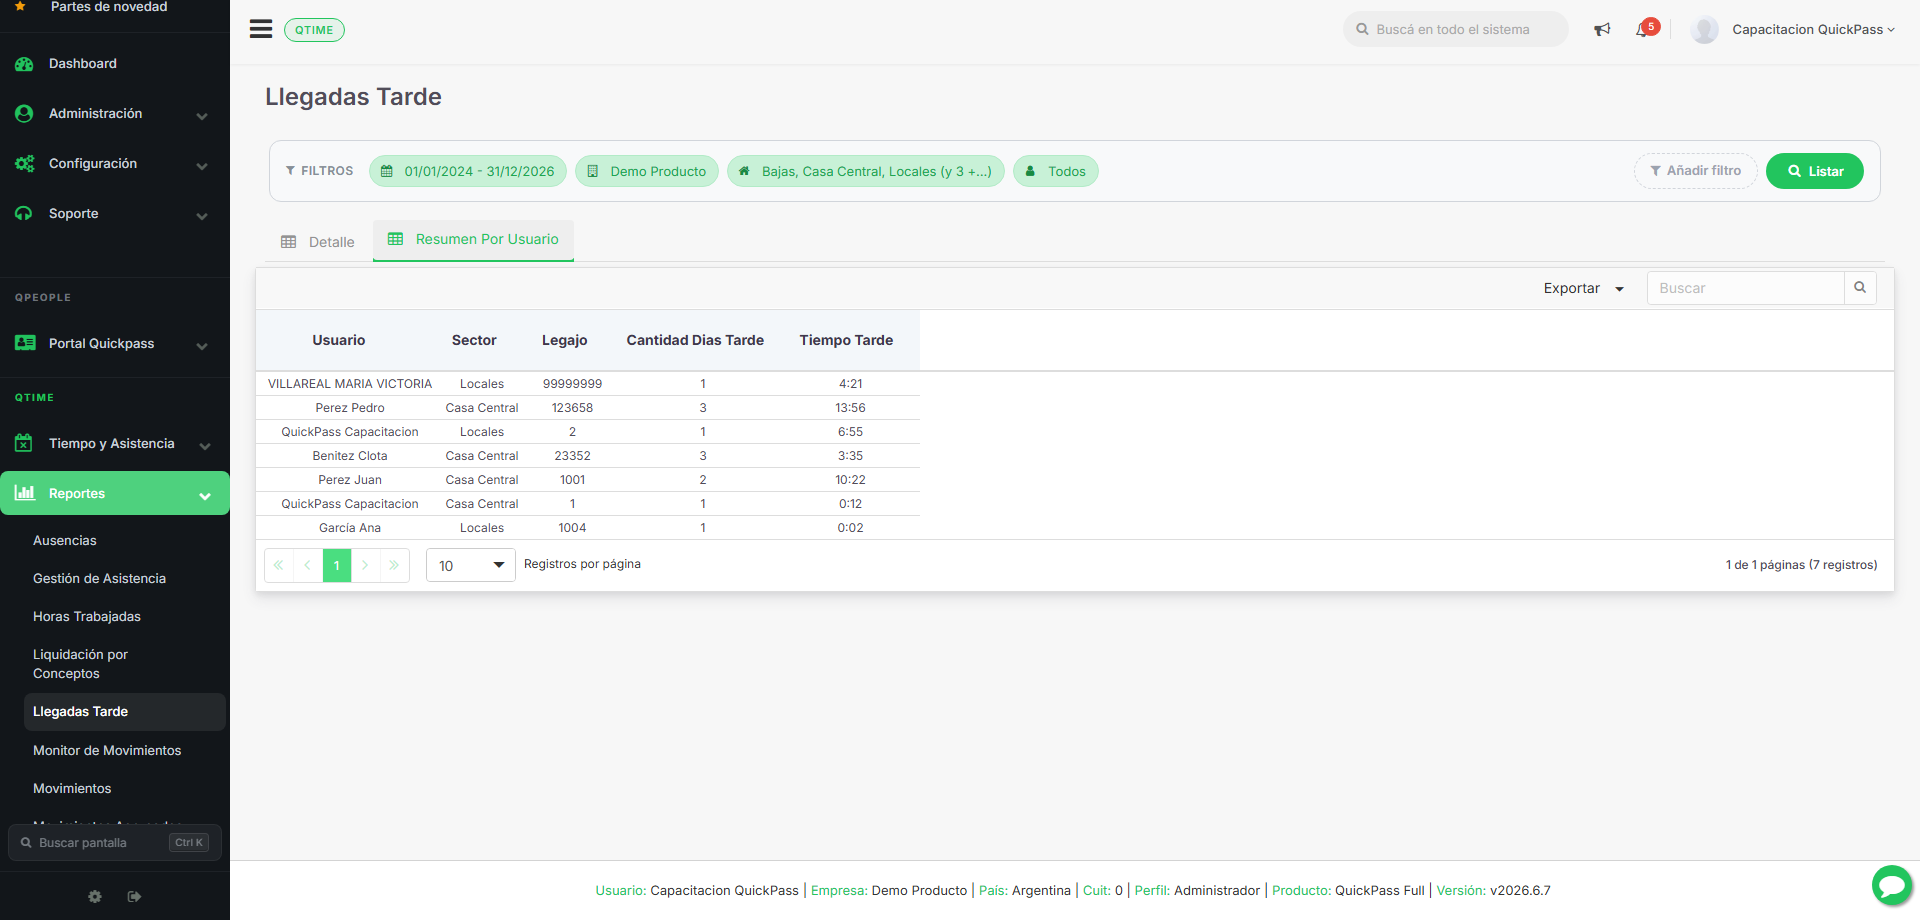 Partes de novedad
Dashboard
Administración
Configuración
Soporte
QPEOPLE
Portal Quickpass
QTIME
Tiempo y Asistencia
Reportes
Ausencias
Gestión de Asistencia
Horas Trabajadas
Liquidación por
Conceptos
Llegadas Tarde
Monitor de Movimientos
Movimientos
Buscar pantalla Ctrl K
QTIME
Buscá en todo el sistema
5
Capacitacion QuickPass
Llegadas Tarde
FILTROS 01/01/2024 - 31/12/2026 Demo Producto Bajas, Casa Central, Locales (y 3 +...) Todos Añadir filtro Listar
Detalle Resumen Por Usuario
Exportar Buscar
Usuario Sector Legajo Cantidad Dias Tarde Tiempo Tarde
VILLAREAL MARIA VICTORIA Locales 99999999 1 4:21
Perez Pedro Casa Central 123658 3 13:56
QuickPass Capacitacion Locales 2 1 6:55
Benitez Clota Casa Central 23352 3 3:35
Perez Juan Casa Central 1001 2 10:22
QuickPass Capacitacion Casa Central 1 1 0:12
García Ana Locales 1004 1 0:02
« ‹ 1 › » 10 Registros por página 1 de 1 páginas (7 registros)
Usuario: Capacitacion QuickPass | Empresa: Demo Producto | País: Argentina | Cuit: 0 | Perfil: Administrador | Producto: QuickPass Full | Versión: v2026.6.7